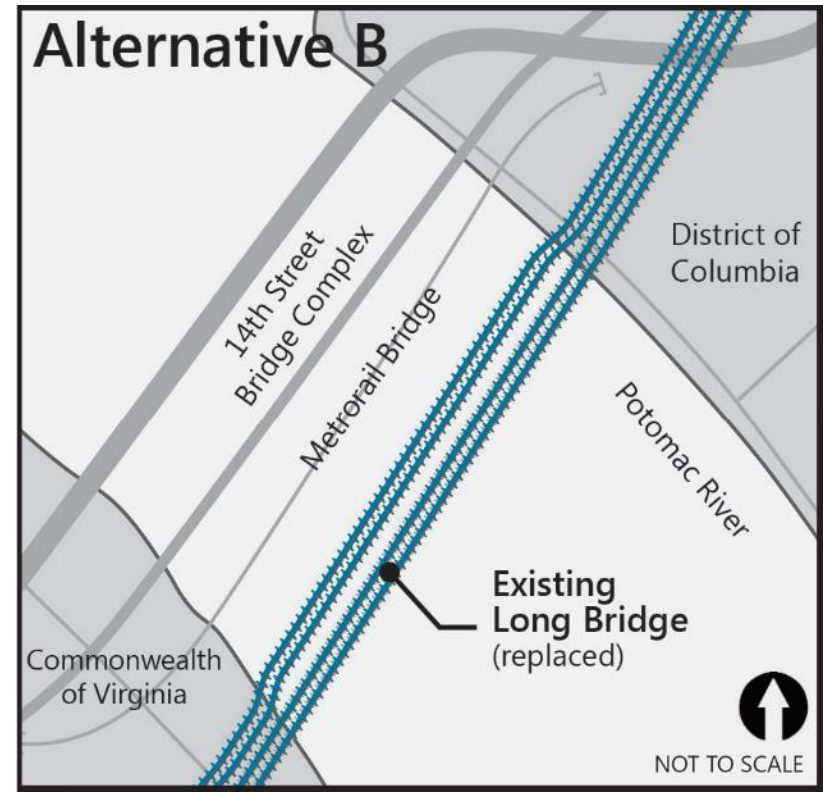 Alternative B
14th Street
Bridge Complex
Metrorail Bridge
District of
Columbia
Potomac River
Existing
Long Bridge
(replaced)
Commonwealth
of Virginia
NOT TO SCALE